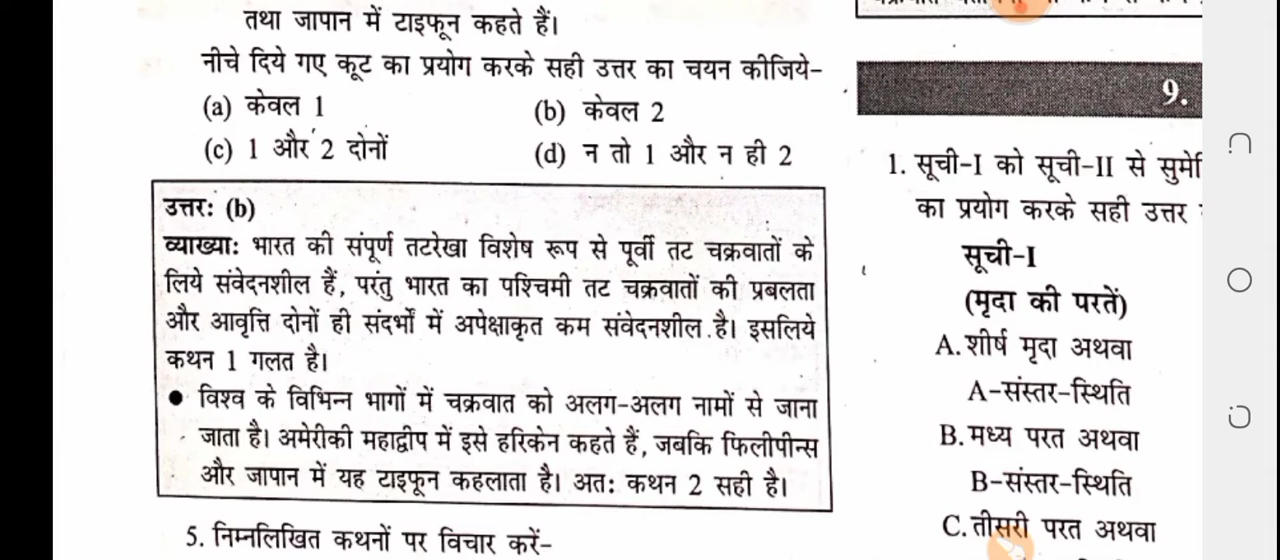 तथा जापान में टाइफून कहते हैं।
नीचे दिये गए कूट का प्रयोग करके सही उत्तर का चयन कीजिये-
(a) केवल 1 (b) केवल 2
(c) 1 और 2 दोनों (d) न तो 1 और न ही 2
उत्तरः (b)
व्याख्याः भारत की संपूर्ण तटरेखा विशेष रूप से पूर्वी तट चक्रवातों के
लिये संवेदनशील हैं, परंतु भारत का पश्चिमी तट चक्रवातों की प्रबलता
और आवृत्ति दोनों ही संदर्भों में अपेक्षाकृत कम संवेदनशील है। इसलिये
कथन 1 गलत है।
● विश्व के विभिन्न भागों में चक्रवात को अलग-अलग नामों से जाना
जाता है। अमेरीकी महाद्वीप में इसे हरिकेन कहते हैं, जबकि फिलीपीन्स
और जापान में यह टाइफून कहलाता है। अतः कथन 2 सही है।
5. निम्नलिखित कथनों पर विचार करें-
9.
1. सूची-I को सूची-II से
का प्रयोग करके सही उत्तर
सूची-I
(मृदा की परतें)
A. शीर्ष मृदा अथवा
A-संस्तर-स्थिति
B. मध्य परत अथवा
B-संस्तर-स्थिति
C. तीसरी परत अथवा